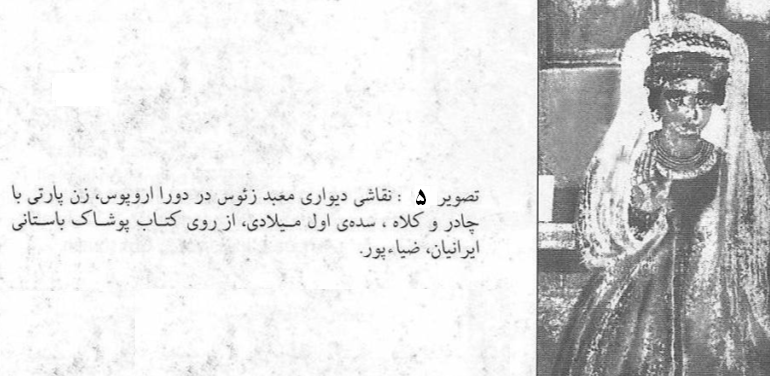 تصویر ۵ : نقاشی دیواری معبد زئوس در دورا اروپوس، زن پارتی با
چادر و کلاه ، سده‌ی اول میلادی، از روی کتاب پوشاک باستانی
ایرانیان، ضیاءپور.